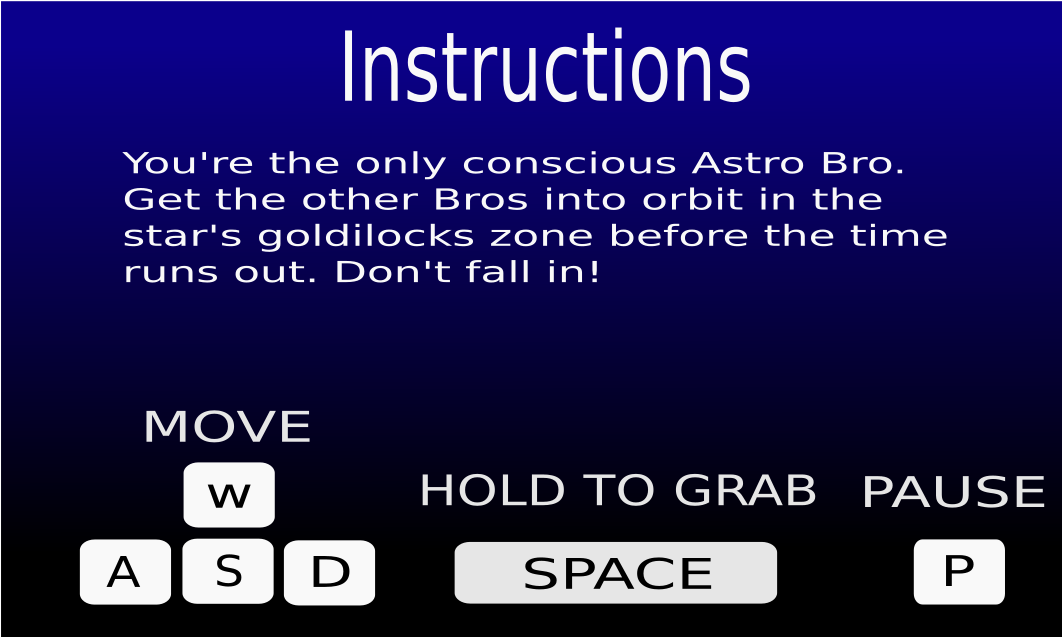 Instructions
You're the only conscious Astro Bro.
Get the other Bros into orbit in the
star's goldilocks zone before the time
runs out. Don't fall in!
MOVE
HOLD TO GRAB
PAUSE
w
A S D
SPACE
P